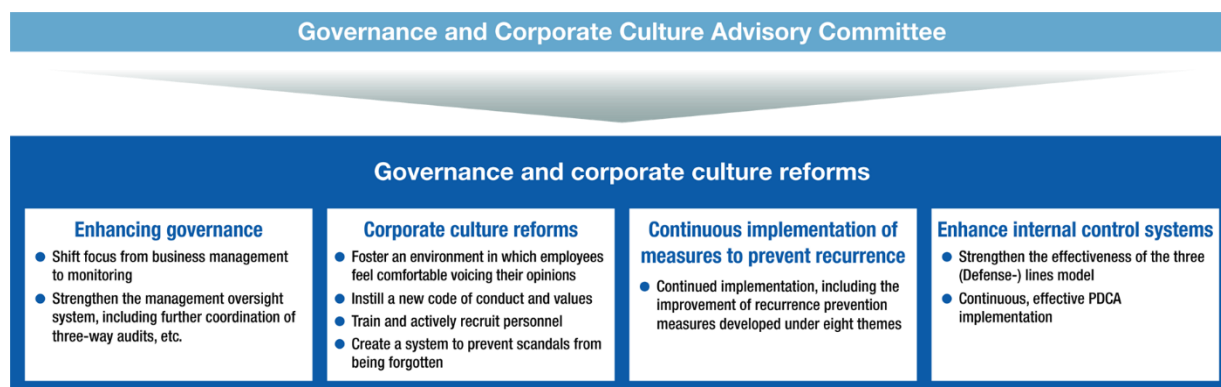 Governance and Corporate Culture Advisory Committee
Governance and corporate culture reforms
Enhancing governance
● Shift focus from business management
to monitoring
● Strengthen the management oversight
system, including further coordination of
three-way audits, etc.
Corporate culture reforms
● Foster an environment in which employees
feel comfortable voicing their opinions
● Instill a new code of conduct and values
● Train and actively recruit personnel
● Create a system to prevent scandals from
being forgotten
Continuous implementation of
measures to prevent recurrence
● Continued implementation, including the
improvement of recurrence prevention
measures developed under eight themes
Enhance internal control systems
● Strengthen the effectiveness of the three
(Defense-) lines model
● Continuous, effective PDCA
implementation